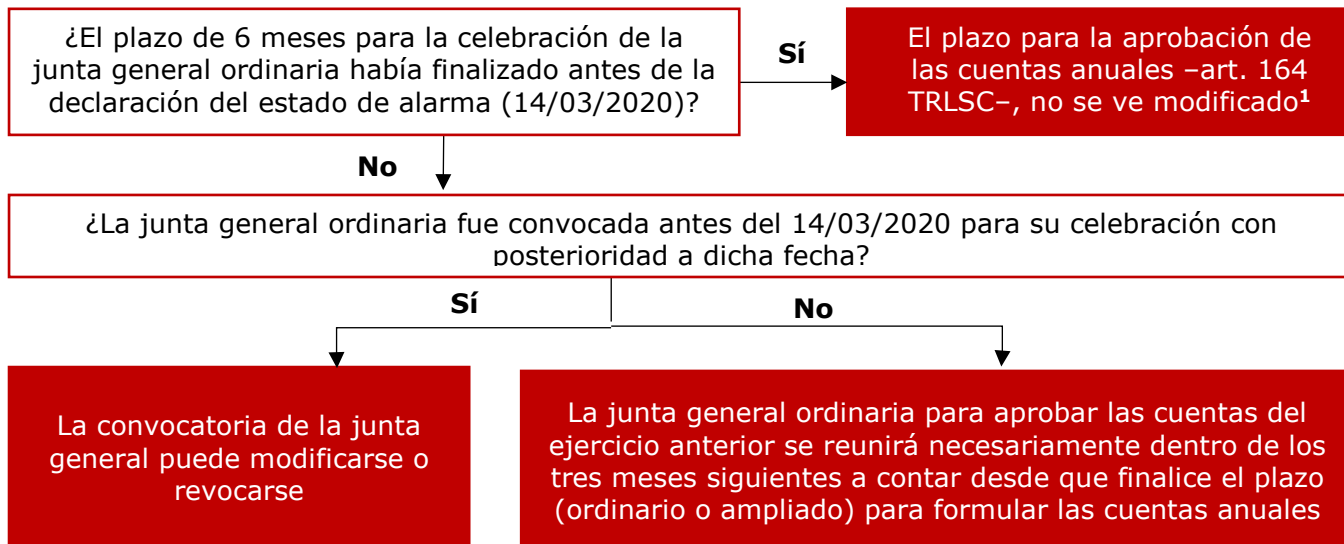 ¿El plazo de 6 meses para la celebración de la
junta general ordinaria había finalizado antes de la
declaración del estado de alarma (14/03/2020)?
Sí
El plazo para la aprobación de
las cuentas anuales –art. 164
TRLSC–, no se ve modificado1
No
¿La junta general ordinaria fue convocada antes del 14/03/2020 para su celebración con
posterioridad a dicha fecha?
Sí
No
La convocatoria de la junta
general puede modificarse o
revocarse
La junta general ordinaria para aprobar las cuentas del
ejercicio anterior se reunirá necesariamente dentro de los
tres meses siguientes a contar desde que finalice el plazo
(ordinario o ampliado) para formular las cuentas anuales